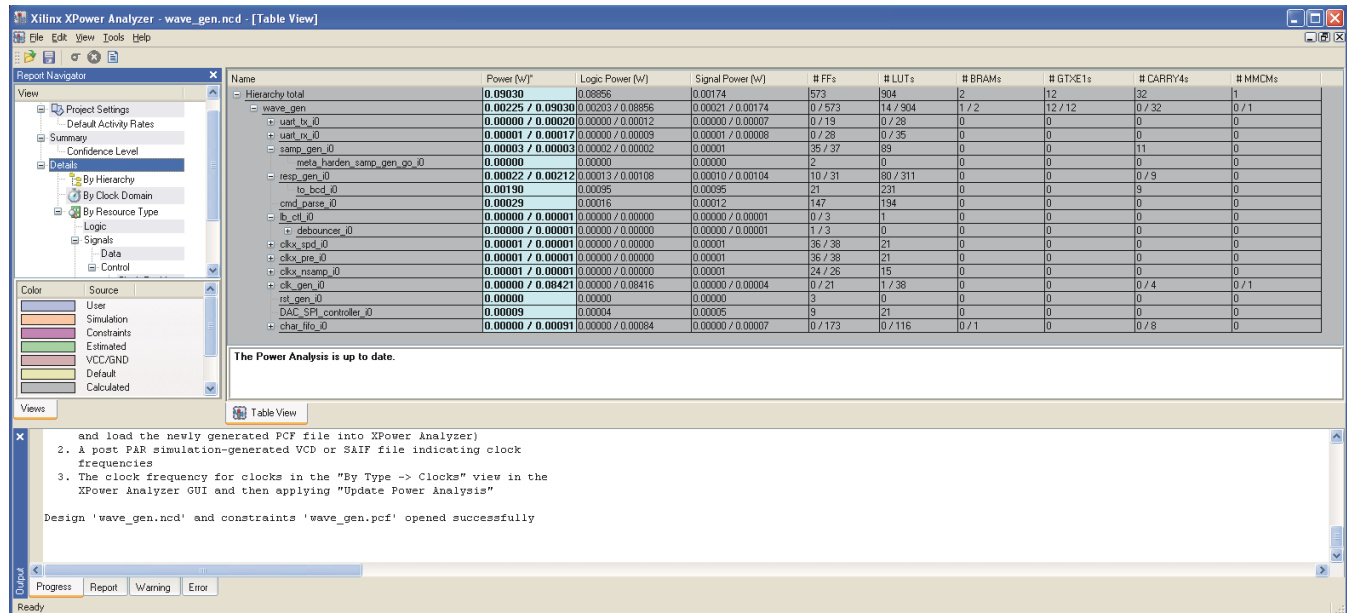 Xilinx XPower Analyzer - wave_gen.ncd - [Table View]
File Edit View Tools Help
Report Navigator
View
Project Settings
Default Activity Rates
Summary
Confidence Level
Details
By Hierarchy
By Clock Domain
By Resource Type
Logic
Signals
Data
Control
Color Source
User
Simulation
Constraints
Estimated
VCC/GND
Default
Calculated
Views
Name Power (W)* Logic Power (W) Signal Power (W) # FFs # LUTs # BRAMs # GTXE1s # CARRY4s # MMCMs
Hierarchy total 0.09030 0.08856 0.00174 573 904 2 12 32 1
wave_gen 0.00225 / 0.09030 0.00203 / 0.08856 0.00021 / 0.00174 0 / 573 14 / 904 1 / 2 12 / 12 0 / 32 0 / 1
uart_tx_i0 0.00000 / 0.00020 0.00000 / 0.00012 0.00000 / 0.00007 0 / 19 0 / 28 0 0 0 0
uart_rx_i0 0.00001 / 0.00017 0.00000 / 0.00009 0.00001 / 0.00008 0 / 28 0 / 35 0 0 0 0
samp_gen_i0 0.00003 / 0.00003 0.00002 / 0.00002 0.00001 35 / 37 89 0 0 11 0
meta_harden_samp_gen_go_i0 0.00000 0.00000 0.00000 2 0 0 0 0 0
resp_gen_i0 0.00022 / 0.00212 0.00013 / 0.00108 0.00010 / 0.00104 10 / 31 80 / 311 0 0 0 / 9 0
to_bcd_i0 0.00190 0.00095 0.00095 21 231 0 0 9 0
cmd_parse_i0 0.00029 0.00016 0.00012 147 194 0 0 0 0
lb_ctl_i0 0.00000 / 0.00001 0.00000 / 0.00000 0.00000 / 0.00001 0 / 3 1 0 0 0 0
debouncer_i0 0.00000 / 0.00001 0.00000 / 0.00000 0.00000 / 0.00001 1 / 3 0 0 0 0 0
clkx_spd_i0 0.00001 / 0.00001 0.00000 / 0.00000 0.00001 36 / 38 21 0 0 0 0
clkx_pre_i0 0.00001 / 0.00001 0.00000 / 0.00000 0.00001 36 / 38 21 0 0 0 0
clkx_nsamp_i0 0.00001 / 0.00001 0.00000 / 0.00000 0.00001 24 / 26 15 0 0 0 0
clk_gen_i0 0.00000 / 0.08421 0.00000 / 0.08416 0.00000 / 0.00004 0 / 21 1 / 38 0 0 0 / 4 0 / 1
rst_gen_i0 0.00000 0.00000 0.00000 3 0 0 0 0 0
DAC_SPI_controller_i0 0.00009 0.00004 0.00005 9 21 0 0 0 0
char_fifo_i0 0.00000 / 0.00091 0.00000 / 0.00084 0.00000 / 0.00007 0 / 173 0 / 116 0 / 1 0 0 / 8 0
The Power Analysis is up to date.
Table View
and load the newly generated PCF file into XPower Analyzer)
2. A post PAR simulation-generated VCD or SAIF file indicating clock
frequencies
3. The clock frequency for clocks in the "By Type -> Clocks" view in the
XPower Analyzer GUI and then applying "Update Power Analysis"
Design 'wave_gen.ncd' and constraints 'wave_gen.pcf' opened successfully
Output
Progress Report Warning Error
Ready